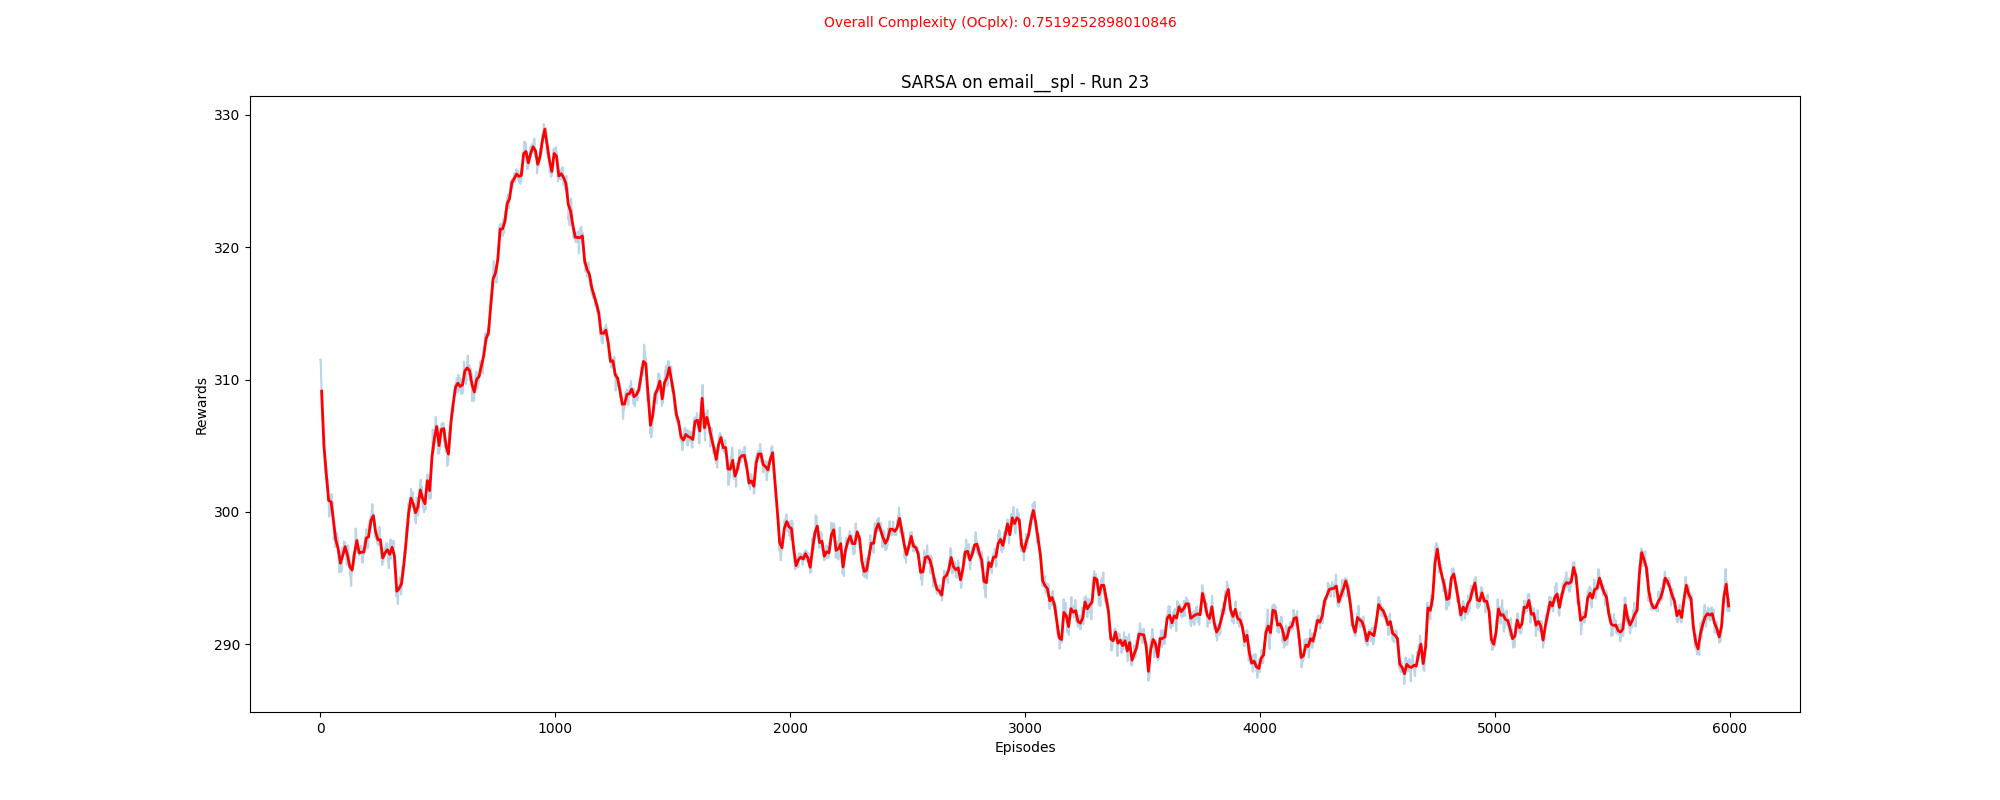 Overall Complexity (OCplx): 0.7519252898010846
SARSA on email__spl - Run 23
330
320
310
300
290
Rewards
0 1000 2000 3000 4000 5000 6000
Episodes